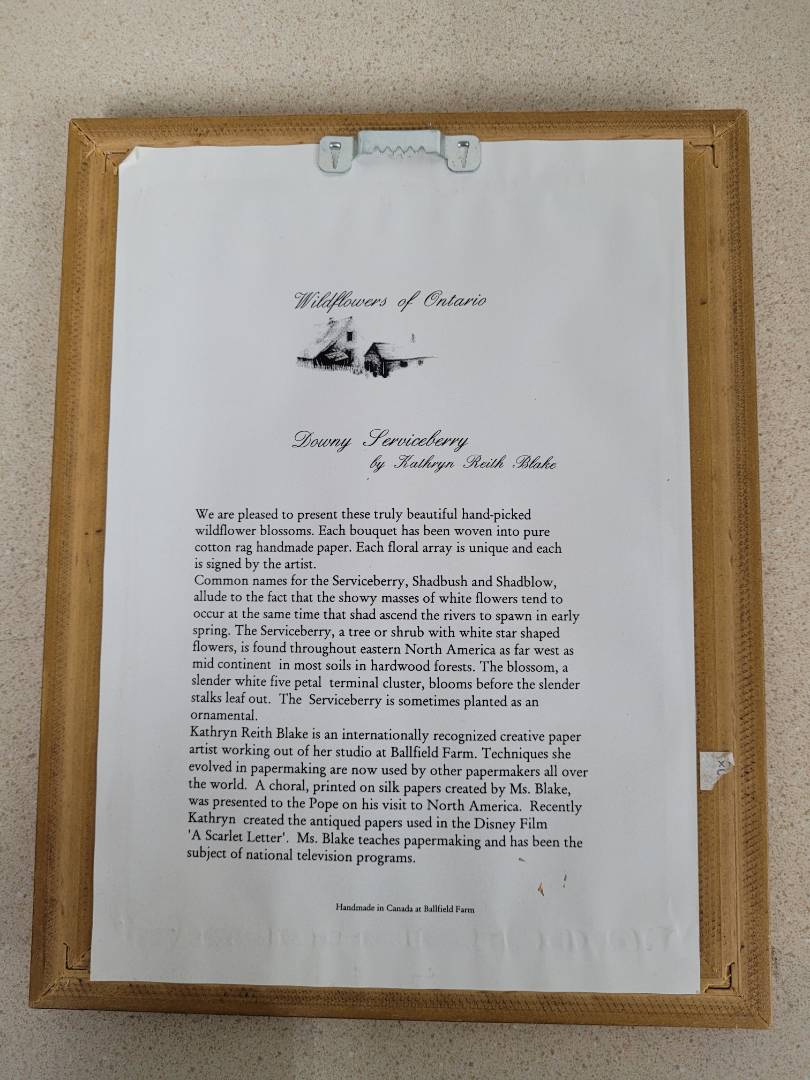 Wildflowers of Ontario
Downy Serviceberry
by Kathryn Reith Blake
We are pleased to present these truly beautiful hand-picked
wildflower blossoms. Each bouquet has been woven into pure
cotton rag handmade paper. Each floral array is unique and each
is signed by the artist.
Common names for the Serviceberry, Shadbush and Shadblow,
allude to the fact that the showy masses of white flowers tend to
occur at the same time that shad ascend the rivers to spawn in early
spring. The Serviceberry, a tree or shrub with white star shaped
flowers, is found throughout eastern North America as far west as
mid continent in most soils in hardwood forests. The blossom, a
slender white five petal terminal cluster, blooms before the slender
stalks leaf out. The Serviceberry is sometimes planted as an
ornamental.
Kathryn Reith Blake is an internationally recognized creative paper
artist working out of her studio at Ballfield Farm. Techniques she
evolved in papermaking are now used by other papermakers all over
the world. A choral, printed on silk papers created by Ms. Blake,
was presented to the Pope on his visit to North America. Recently
Kathryn created the antiqued papers used in the Disney Film
'A Scarlet Letter'. Ms. Blake teaches papermaking and has been the
subject of national television programs.
Handmade in Canada at Ballfield Farm